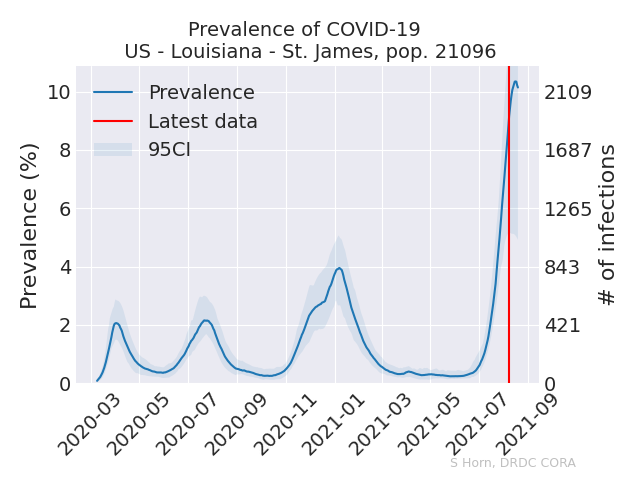 Prevalence of COVID-19
US - Louisiana - St. James, pop. 21096
Prevalence
Latest data
95CI
Prevalence (%)
10
8
6
4
2
0
2109
1687
1265
843
421
0
# of infections
2020-03
2020-05
2020-07
2020-09
2020-11
2021-01
2021-03
2021-05
2021-07
2021-09
S Horn, DRDC CORA